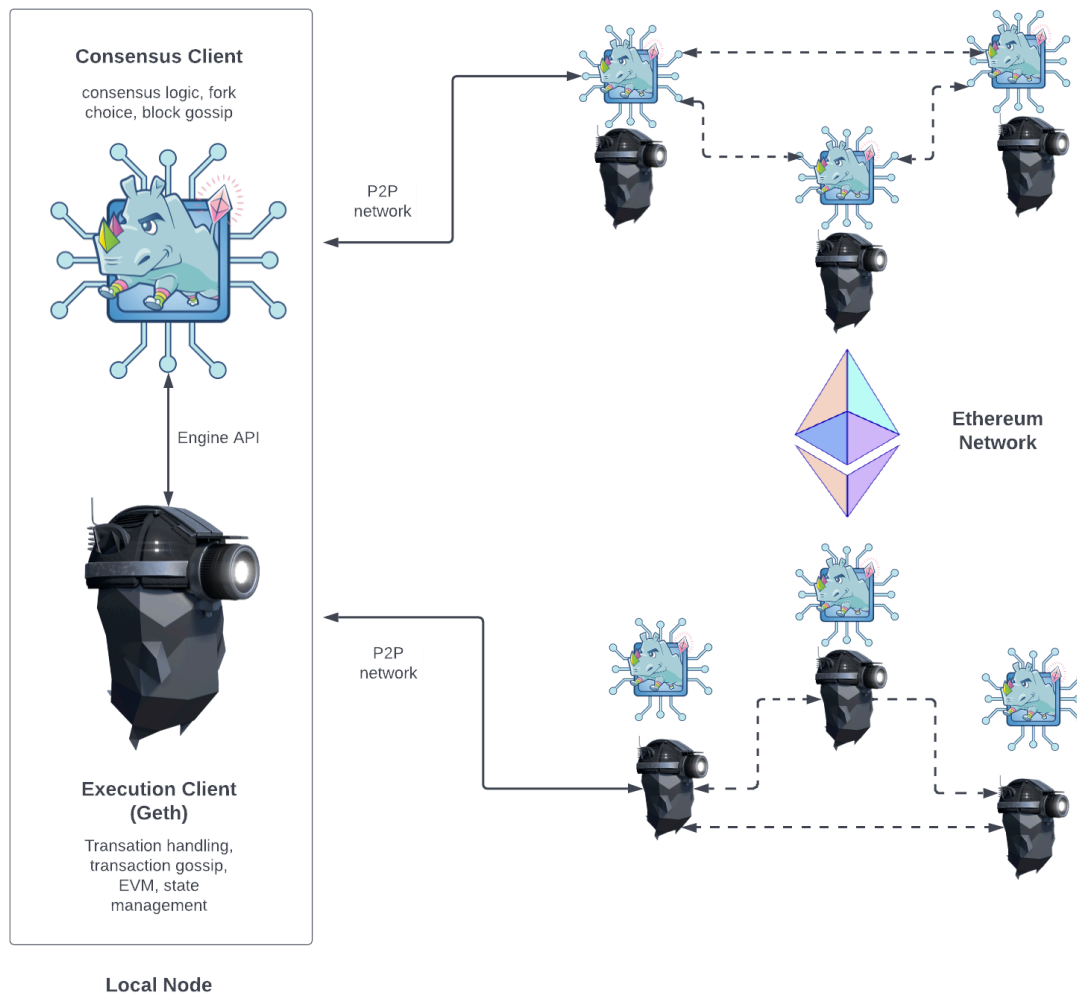 Consensus Client
consensus logic, fork
choice, block gossip
P2P
network
Engine API
Ethereum
Network
P2P
network
Execution Client
(Geth)
Transation handling,
transaction gossip,
EVM, state
management
Local Node